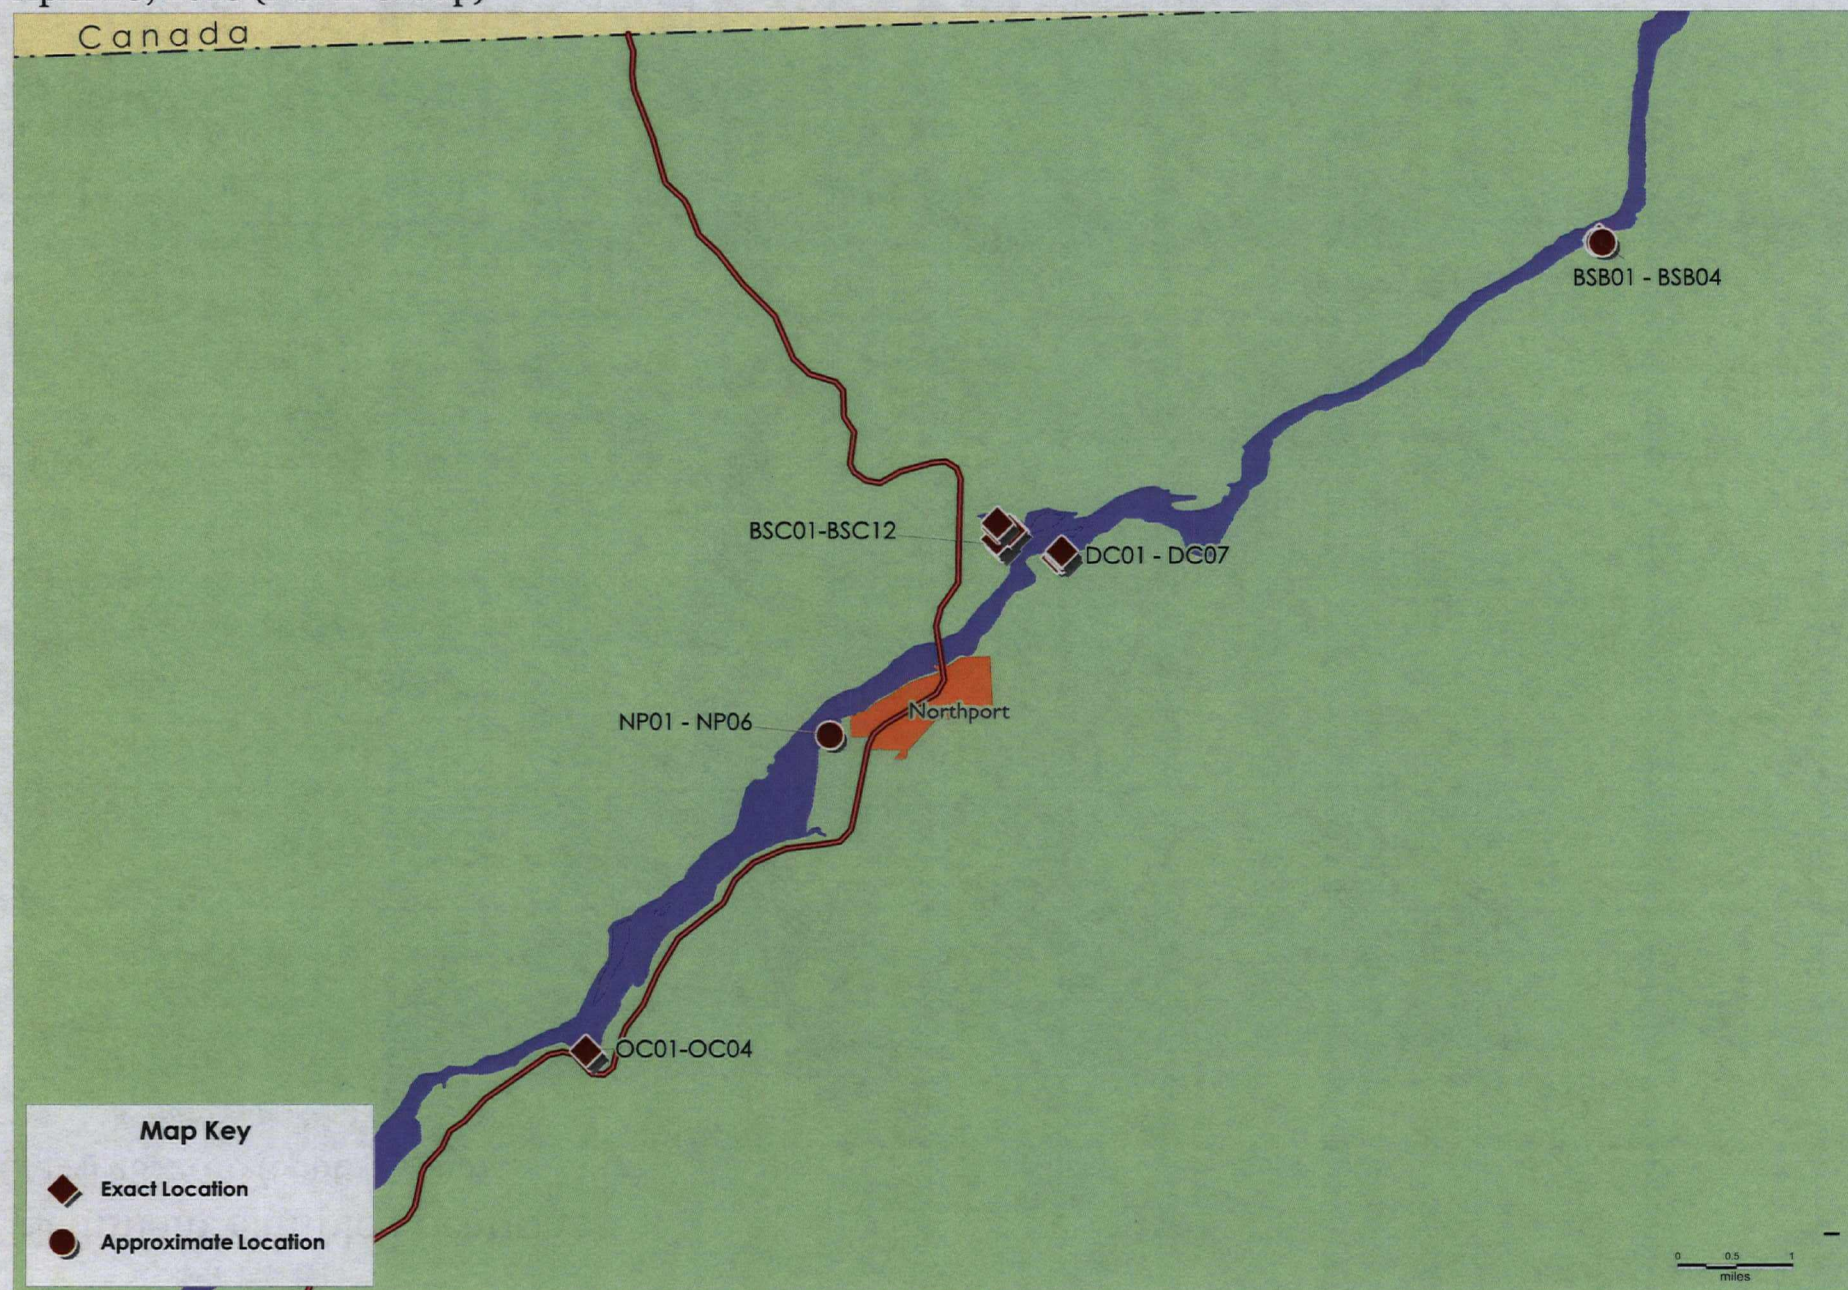 Canada
BSB01 - BSB04
BSC01-BSC12
DC01 - DC07
NP01 - NP06
Northport
OC01-OC04
Map Key
Exact Location
Approximate Location
0 0.5 1
miles